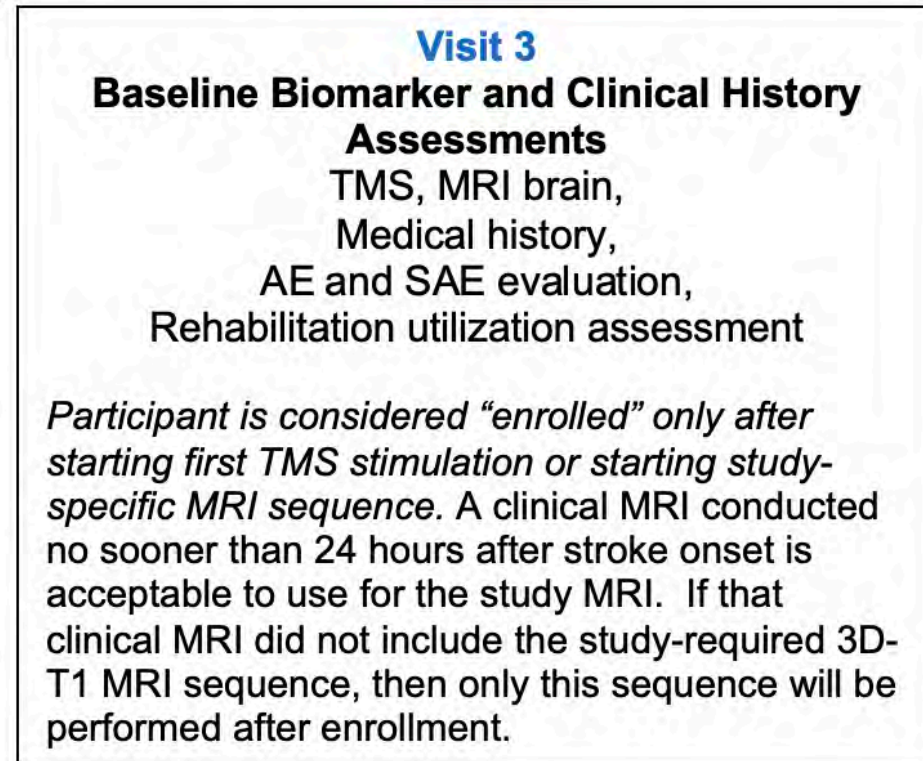 Visit 3
Baseline Biomarker and Clinical History
Assessments
TMS, MRI brain,
Medical history,
AE and SAE evaluation,
Rehabilitation utilization assessment
Participant is considered “enrolled” only after
starting first TMS stimulation or starting study-
specific MRI sequence. A clinical MRI conducted
no sooner than 24 hours after stroke onset is
acceptable to use for the study MRI.  If that
clinical MRI did not include the study-required 3D-
T1 MRI sequence, then only this sequence will be
performed after enrollment.